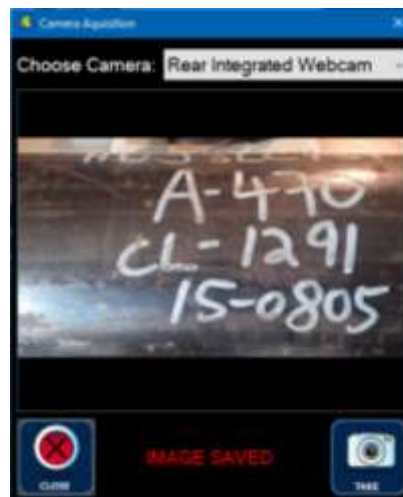 Camera Aquisition
Choose Camera: Rear Integrated Webcam
A-470
CL-1291
15-0805
IMAGE SAVED
CLOSE
TAKE